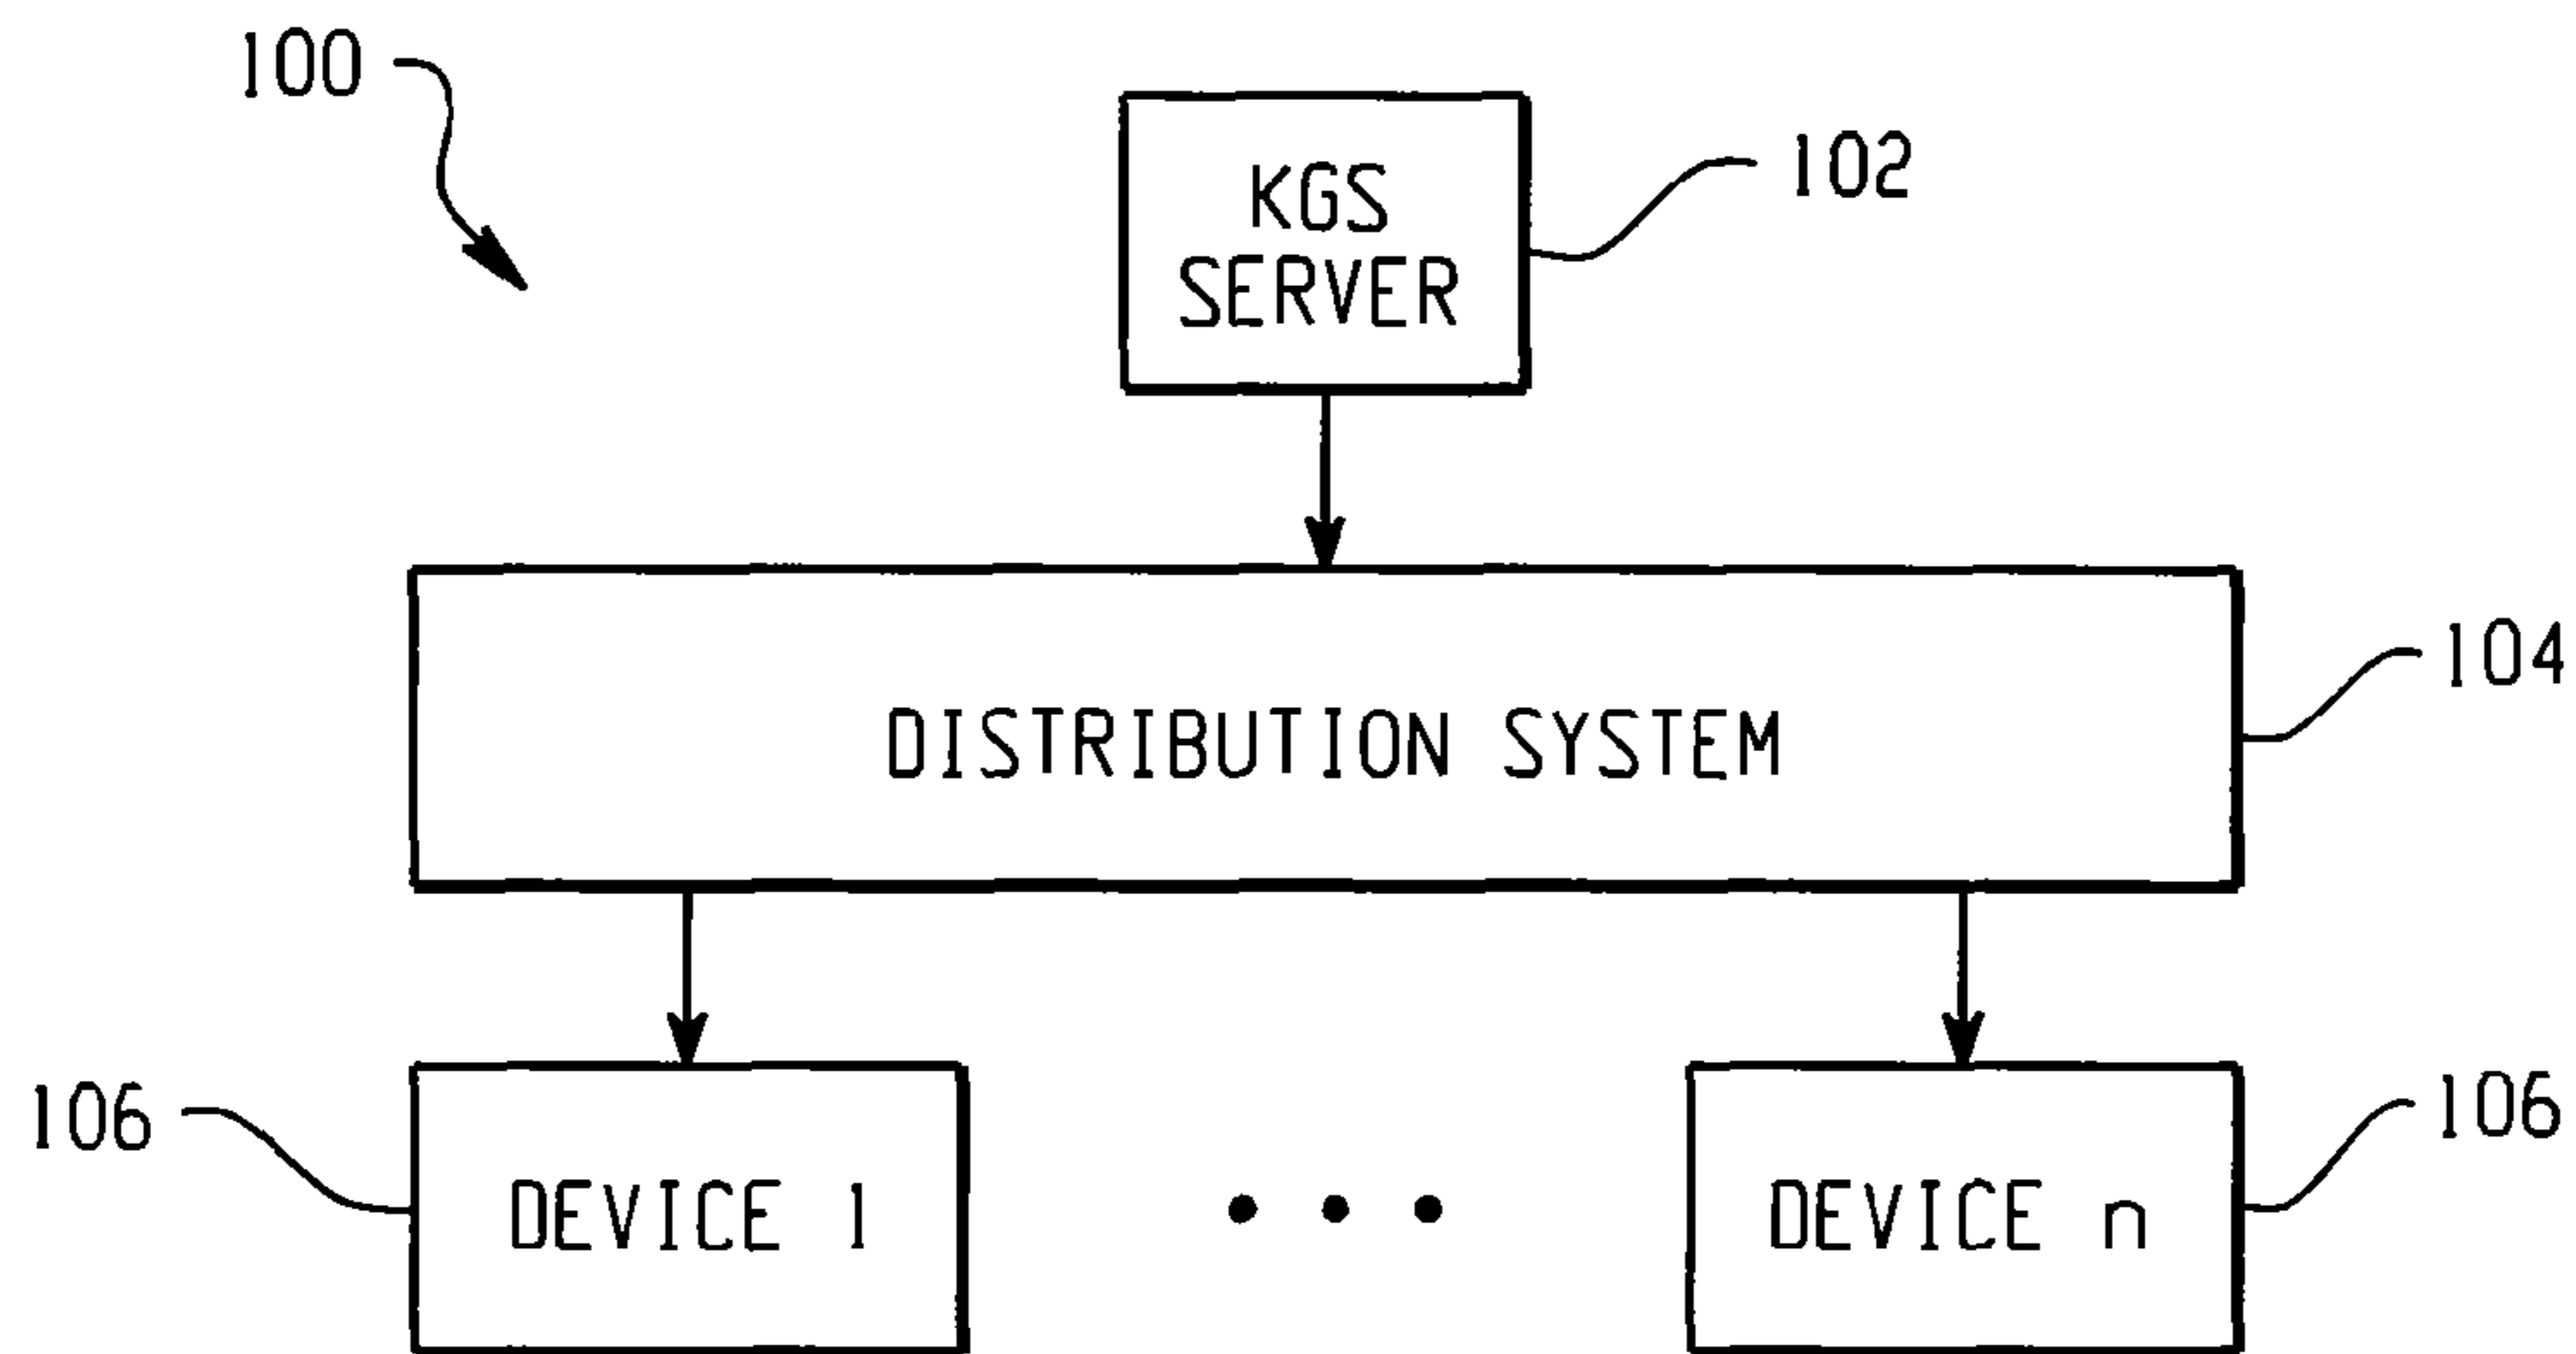 100
KGS
SERVER
102
DISTRIBUTION SYSTEM
104
106
DEVICE 1
DEVICE n
106